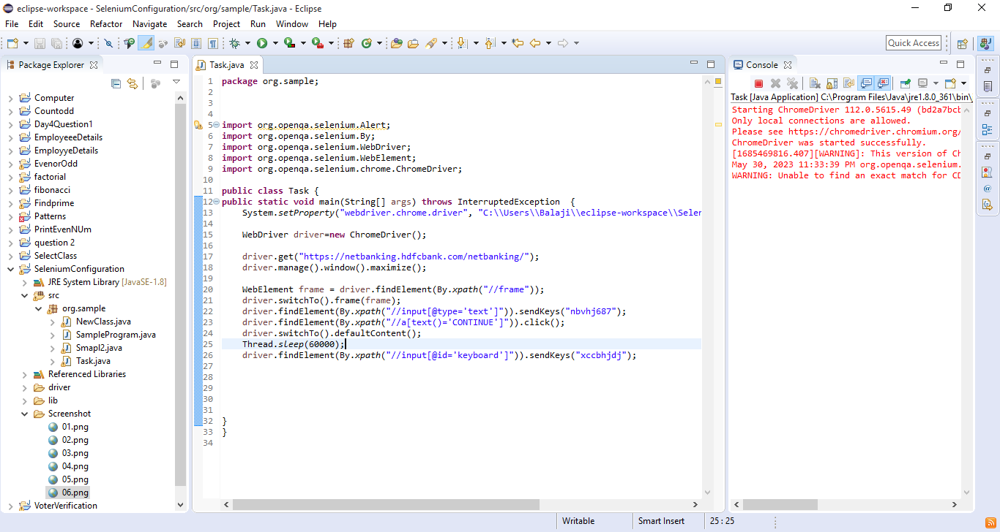 eclipse-workspace - SeleniumConfiguration/src/org/sample/Task.java - Eclipse
File Edit Source Refactor Navigate Search Project Run Window Help
Quick Access
Package Explorer
Computer
Countodd
Day4Question1
EmployeeeDetails
EmployyeDetails
EvenorOdd
factorial
fibonacci
Findprime
Patterns
PrintEvenNUm
question 2
SelectClass
SeleniumConfiguration
JRE System Library [JavaSE-1.8]
src
org.sample
NewClass.java
SampleProgram.java
Smapl2.java
Task.java
Referenced Libraries
driver
lib
Screenshot
01.png
02.png
03.png
04.png
05.png
06.png
VoterVerification
Task.java
1 package org.sample;
2
3
4
5 import org.openqa.selenium.Alert;
6 import org.openqa.selenium.By;
7 import org.openqa.selenium.WebDriver;
8 import org.openqa.selenium.WebElement;
9 import org.openqa.selenium.chrome.ChromeDriver;
10
11 public class Task {
12 public static void main(String[] args) throws InterruptedException  {
13 System.setProperty("webdriver.chrome.driver", "C:\\Users\\Balaji\\eclipse-workspace\\Selen
14
15 WebDriver driver=new ChromeDriver();
16
17 driver.get("https://netbanking.hdfcbank.com/netbanking/");
18 driver.manage().window().maximize();
19
20 WebElement frame = driver.findElement(By.xpath("//frame"));
21 driver.switchTo().frame(frame);
22 driver.findElement(By.xpath("//input[@type='text']")).sendKeys("nbvhj687");
23 driver.findElement(By.xpath("//a[text()='CONTINUE']")).click();
24 driver.switchTo().defaultContent();
25 Thread.sleep(60000);
26 driver.findElement(By.xpath("//input[@id='keyboard']")).sendKeys("xccbhjdj");
27
28
29
30
31
32 }
33 }
34
Console
Task [Java Application] C:\Program Files\Java\jre1.8.0_361\bin\
Starting ChromeDriver 112.0.5615.49 (bd2a7bcb
Only local connections are allowed.
Please see https://chromedriver.chromium.org/
ChromeDriver was started successfully.
[1685469816.407][WARNING]: This version of Ch
May 30, 2023 11:33:39 PM org.openqa.selenium.
WARNING: Unable to find an exact match for CD
Writable
Smart Insert
25 : 25